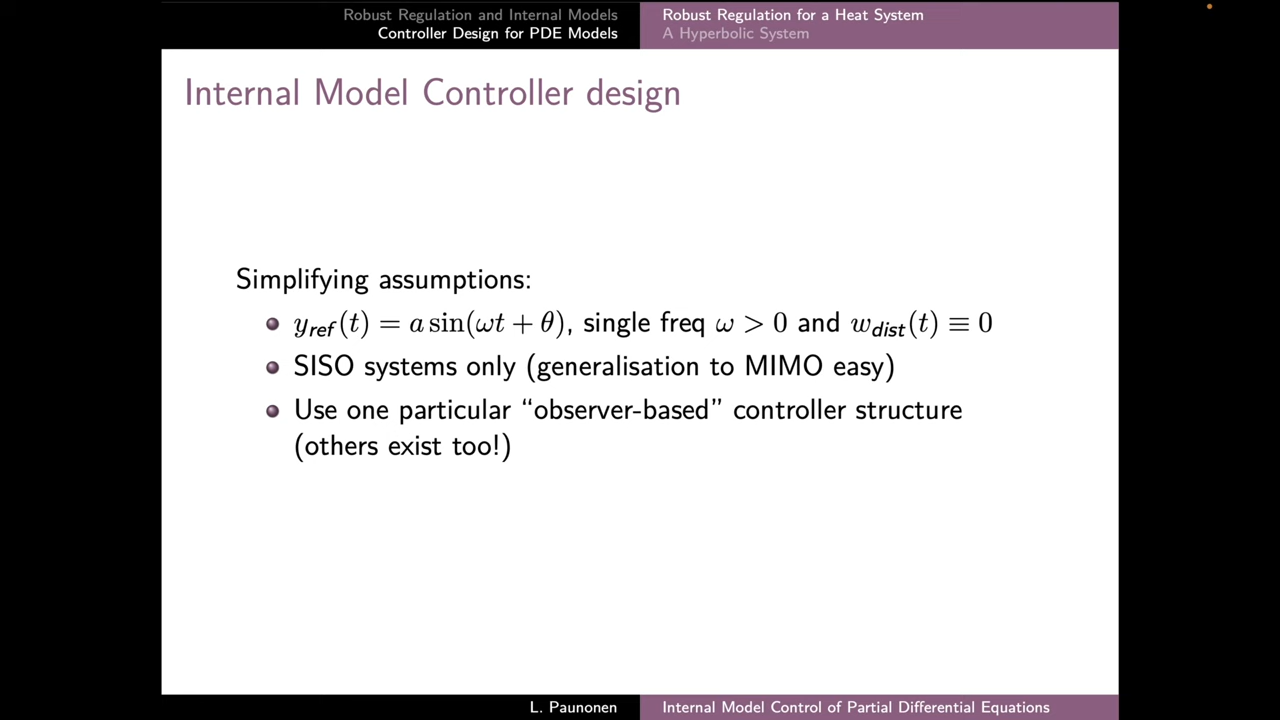 Robust Regulation and Internal Models
Controller Design for PDE Models
Robust Regulation for a Heat System
A Hyperbolic System
Internal Model Controller design
Simplifying assumptions:
y_ref(t) = a sin(ωt + θ), single freq ω > 0 and w_dist(t) ≡ 0
SISO systems only (generalisation to MIMO easy)
Use one particular “observer-based” controller structure
(others exist too!)
L. Paunonen
Internal Model Control of Partial Differential Equations